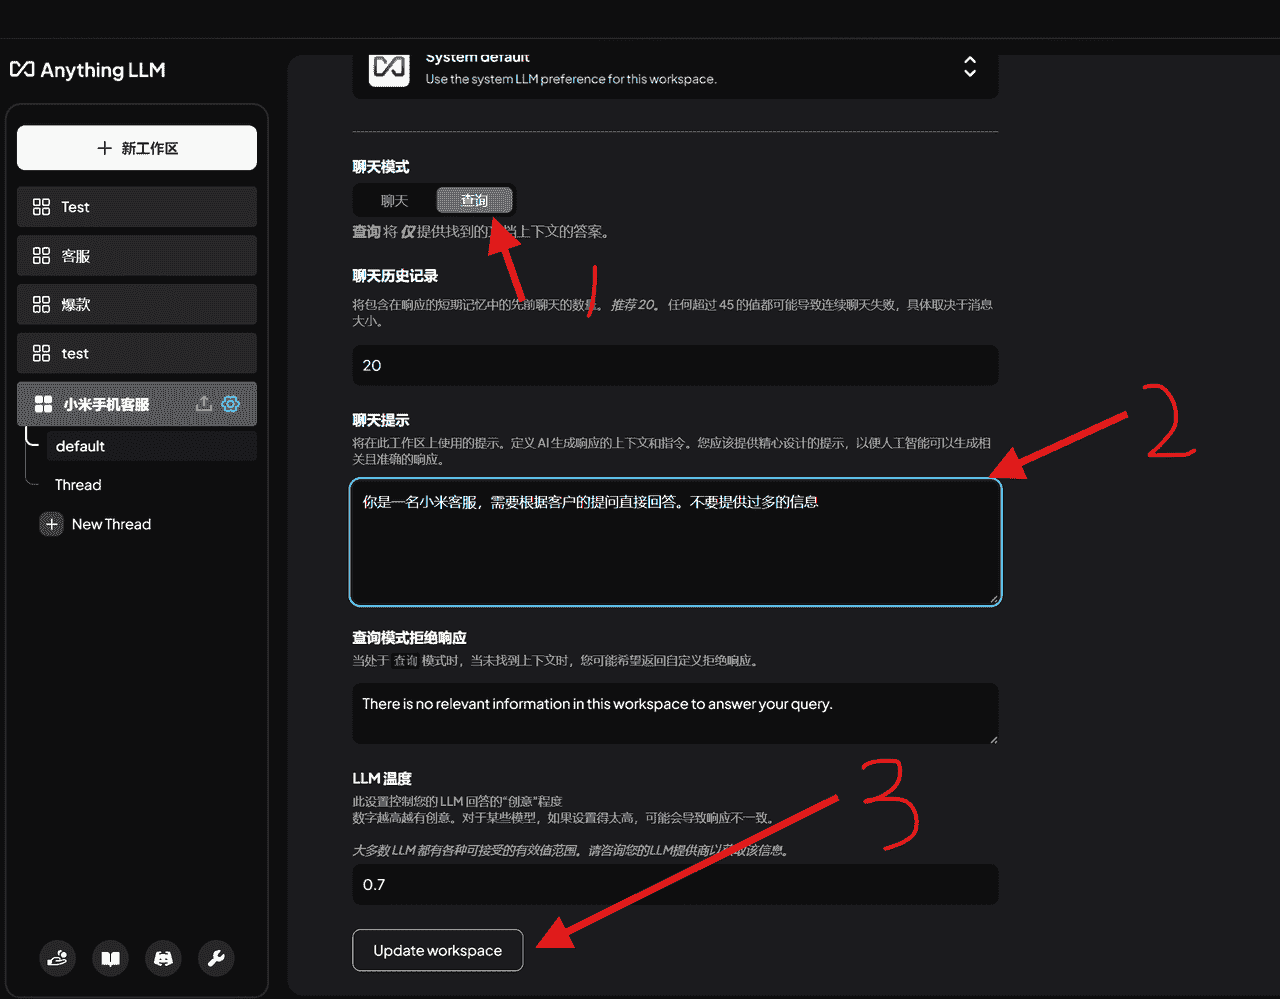 Anything LLM
新工作区
Test
客服
爆款
test
小米手机客服
default
Thread
New Thread
System default
Use the system LLM preference for this workspace.
聊天模式
聊天
查询
查询 将 仅 提供找到的文档上下文的答案。
1
聊天历史记录
将包含在响应的短期记忆中的先前聊天的数量。 推荐 20。 任何超过 45 的值都可能导致连续聊天失败，具体取决于消息
大小。
20
2
聊天提示
将在此工作区上使用的提示。定义 AI 生成响应的上下文和指令。您应该提供精心设计的提示，以便人工智能可以生成相
关且准确的响应。
你是一名小米客服，需要根据客户的提问直接回答。不要提供过多的信息
查询模式拒绝响应
当处于 查询 模式时，当未找到上下文时，您可能希望返回自定义拒绝响应。
There is no relevant information in this workspace to answer your query.
3
LLM 温度
此设置控制您的 LLM 回答的“创意”程度
数字越高越有创意。对于某些模型，如果设置得太高，可能会导致响应不一致。
大多数 LLM 都有各种可接受的有效值范围。请咨询您的LLM提供商以获取该信息。
0.7
Update workspace